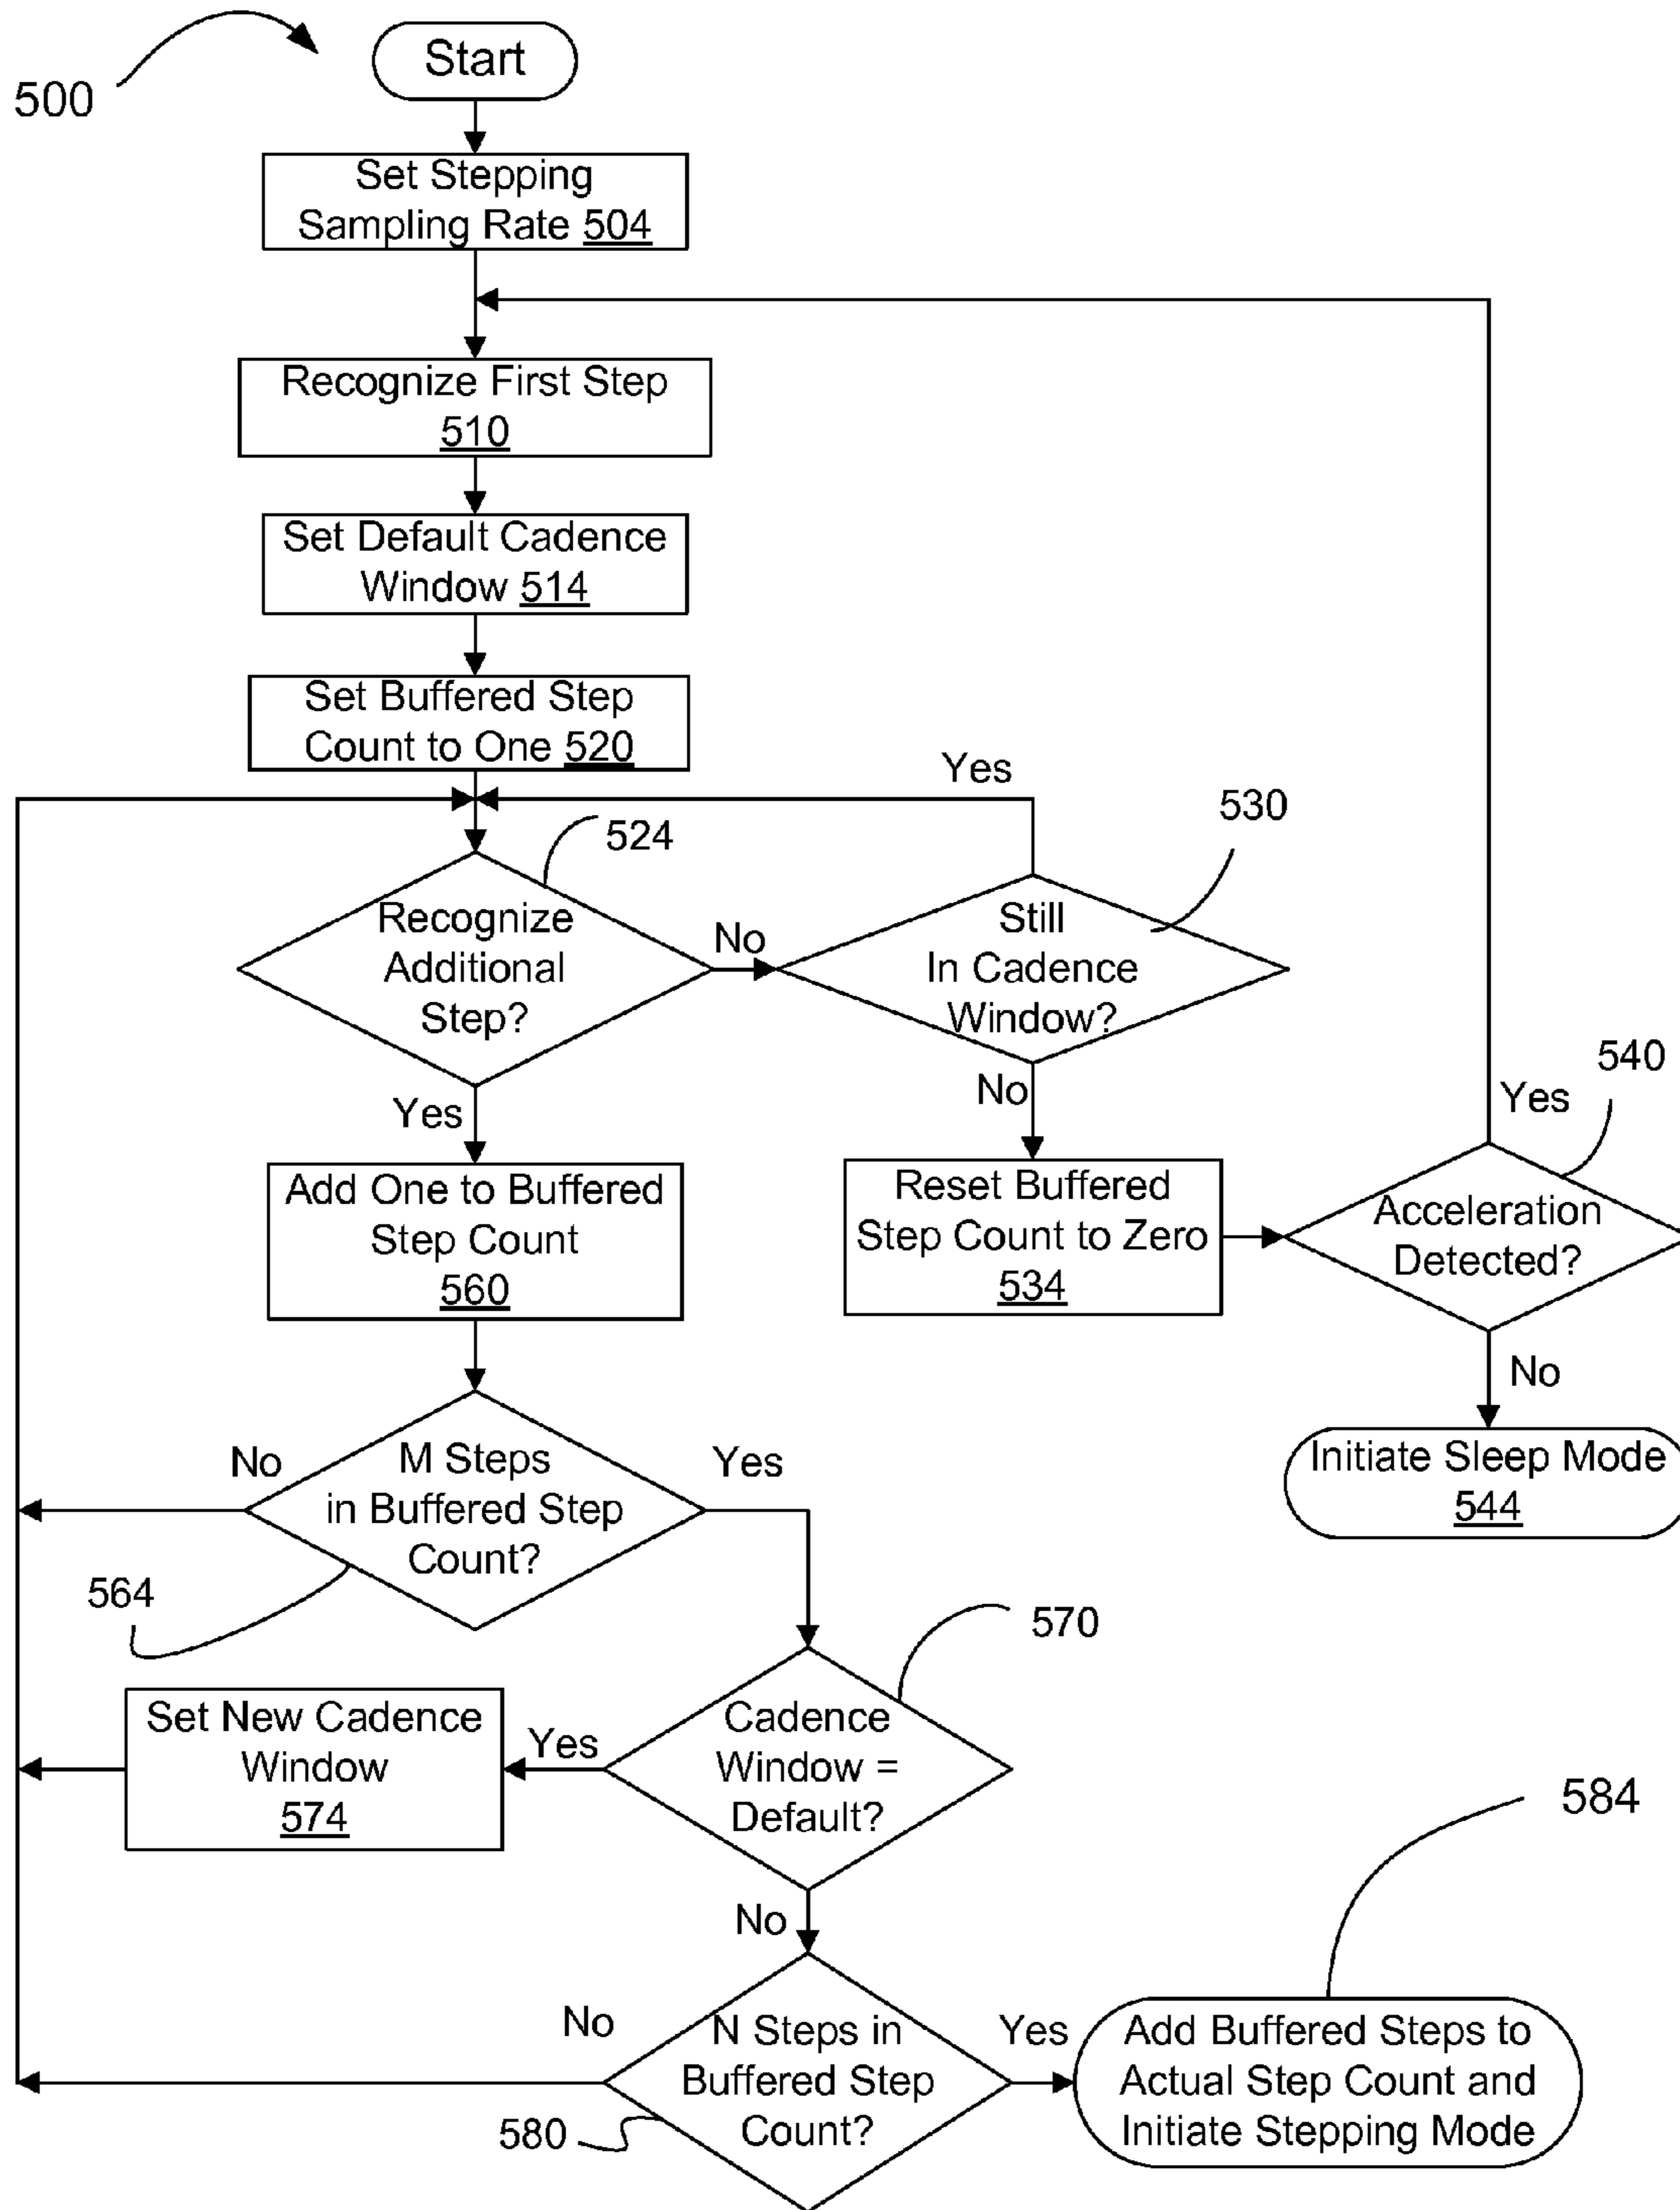 500
Start
Set Stepping
Sampling Rate 504
Recognize First Step
510
Set Default Cadence
Window 514
Set Buffered Step
Count to One 520
Yes
530
524
Recognize
Additional
Step?
No
Still
In Cadence
Window?
540
Yes
No
Yes
Add One to Buffered
Step Count
560
Reset Buffered
Step Count to Zero
534
Acceleration
Detected?
No
Initiate Sleep Mode
544
No
M Steps
in Buffered Step
Count?
Yes
564
570
Set New Cadence
Window
574
Yes
Cadence
Window =
Default?
584
No
No
N Steps in
Buffered Step
Count?
Yes
580
Add Buffered Steps to
Actual Step Count and
Initiate Stepping Mode